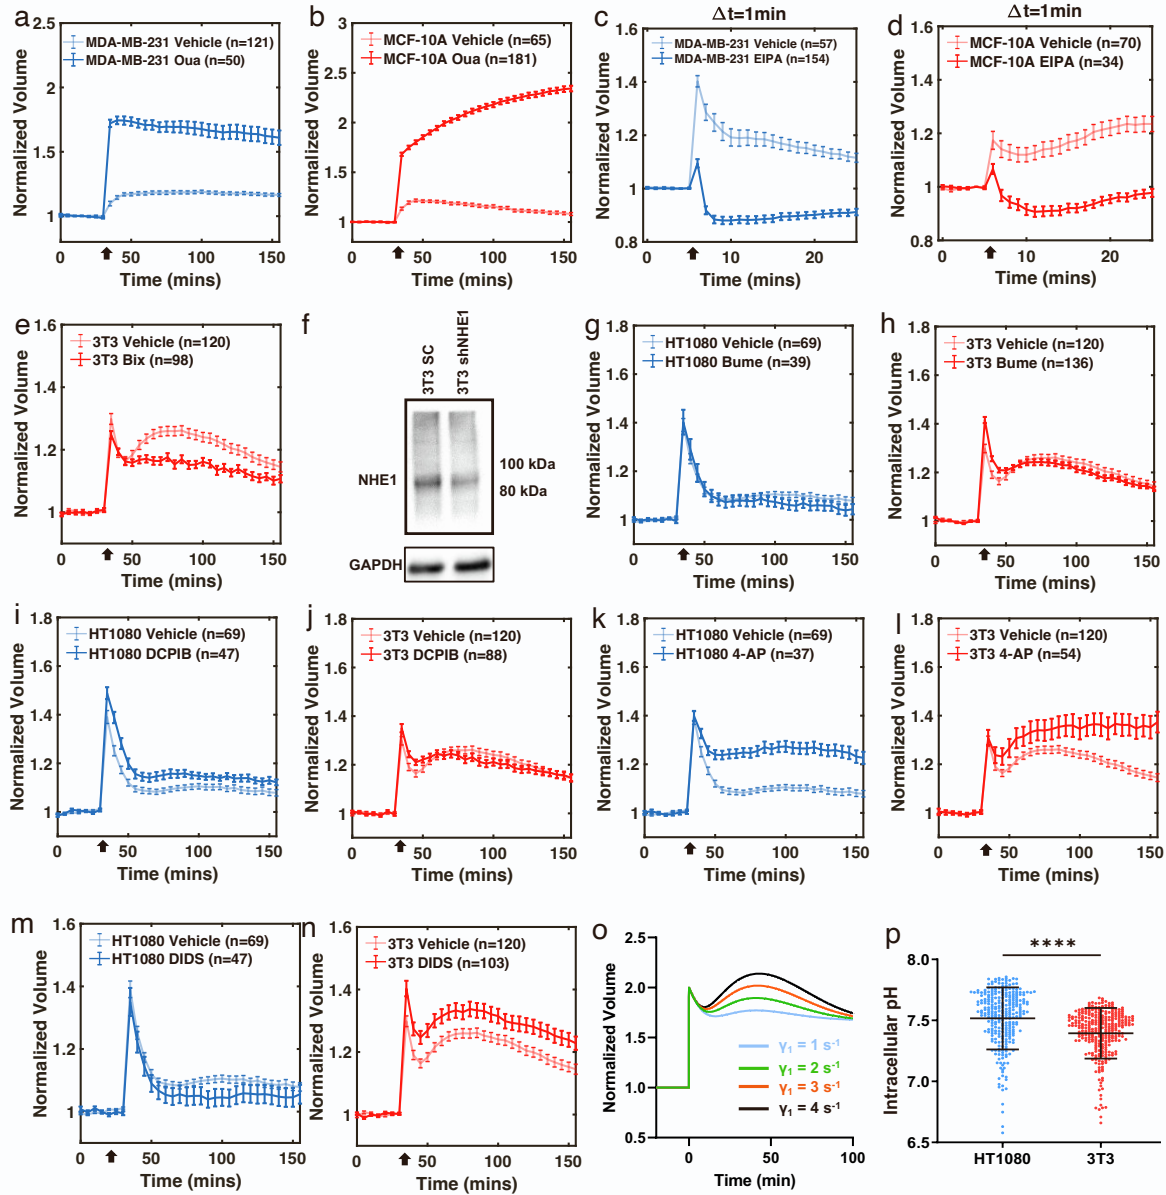 a
2.5
2
1.5
1
0
50
100
150
Normalized Volume
Time (mins)
MDA-MB-231 Vehicle (n=121)
MDA-MB-231 Oua (n=50)
b
3
2.5
2
1.5
1
0
50
100
150
Normalized Volume
Time (mins)
MCF-10A Vehicle (n=65)
MCF-10A Oua (n=181)
c
Δt=1min
1.6
1.4
1.2
1
0.8
0
10
20
Normalized Volume
Time (mins)
MDA-MB-231 Vehicle (n=57)
MDA-MB-231 EIPA (n=154)
d
Δt=1min
1.6
1.4
1.2
1
0.8
0
10
20
Normalized Volume
Time (mins)
MCF-10A Vehicle (n=70)
MCF-10A EIPA (n=34)
e
1.6
1.4
1.2
1
0
50
100
150
Normalized Volume
Time (mins)
3T3 Vehicle (n=120)
3T3 Bix (n=98)
f
3T3 SC
3T3 shNHE1
NHE1
100 kDa
80 kDa
GAPDH
g
1.8
1.6
1.4
1.2
1
0
50
100
150
Normalized Volume
Time (mins)
HT1080 Vehicle (n=69)
HT1080 Bume (n=39)
h
1.8
1.6
1.4
1.2
1
0
50
100
150
Normalized Volume
Time (mins)
3T3 Vehicle (n=120)
3T3 Bume (n=136)
i
1.8
1.6
1.4
1.2
1
0
50
100
150
Normalized Volume
Time (mins)
HT1080 Vehicle (n=69)
HT1080 DCPIB (n=47)
j
1.8
1.6
1.4
1.2
1
0
50
100
150
Normalized Volume
Time (mins)
3T3 Vehicle (n=120)
3T3 DCPIB (n=88)
k
1.8
1.6
1.4
1.2
1
0
50
100
150
Normalized Volume
Time (mins)
HT1080 Vehicle (n=69)
HT1080 4-AP (n=37)
l
1.8
1.6
1.4
1.2
1
0
50
100
150
Normalized Volume
Time (mins)
3T3 Vehicle (n=120)
3T3 4-AP (n=54)
m
1.6
1.4
1.2
1
0
50
100
150
Normalized Volume
Time (mins)
HT1080 Vehicle (n=69)
HT1080 DIDS (n=47)
n
1.6
1.4
1.2
1
0
50
100
150
Normalized Volume
Time (mins)
3T3 Vehicle (n=120)
3T3 DIDS (n=103)
o
2.5
2.0
1.5
1.0
0.5
0
50
100
Normalized Volume
Time (min)
γ₁ = 1 s⁻¹
γ₁ = 2 s⁻¹
γ₁ = 3 s⁻¹
γ₁ = 4 s⁻¹
p
****
8.0
7.5
7.0
6.5
Intracellular pH
HT1080
3T3